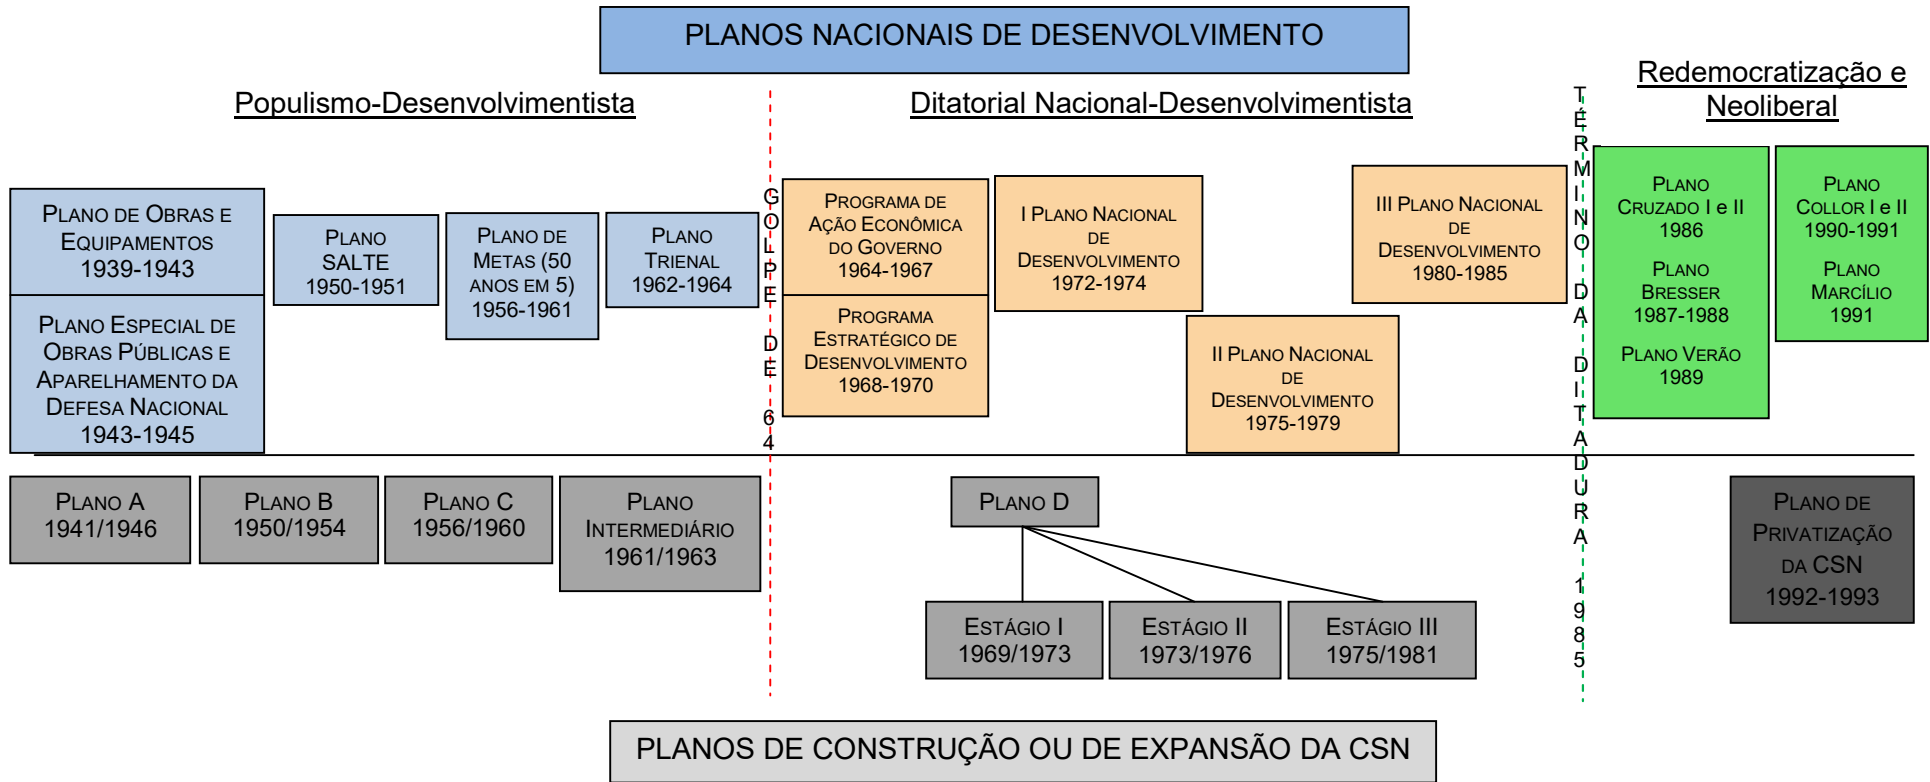 PLANOS NACIONAIS DE DESENVOLVIMENTO
Populismo-Desenvolvimentista
Ditatorial Nacional-Desenvolvimentista
Redemocratização e
Neoliberal
PLANO DE OBRAS E
EQUIPAMENTOS
1939-1943
PLANO ESPECIAL DE
OBRAS PÚBLICAS E
APARELHAMENTO DA
DEFESA NACIONAL
1943-1945
PLANO
SALTE
1950-1951
PLANO DE
METAS (50
ANOS EM 5)
1956-1961
PLANO
TRIENAL
1962-1964
GOLPE DE 64
PROGRAMA DE
AÇÃO ECONÔMICA
DO GOVERNO
1964-1967
PROGRAMA
ESTRATÉGICO DE
DESENVOLVIMENTO
1968-1970
I PLANO NACIONAL
DE
DESENVOLVIMENTO
1972-1974
II PLANO NACIONAL
DE
DESENVOLVIMENTO
1975-1979
III PLANO NACIONAL
DE
DESENVOLVIMENTO
1980-1985
TÉRMINO DA DITADURA 1985
PLANO
CRUZADO I e II
1986
PLANO
BRESSER
1987-1988
PLANO VERÃO
1989
PLANO
COLLOR I e II
1990-1991
PLANO
MARCÍLIO
1991
PLANO A
1941/1946
PLANO B
1950/1954
PLANO C
1956/1960
PLANO
INTERMEDIÁRIO
1961/1963
PLANO D
ESTÁGIO I
1969/1973
ESTÁGIO II
1973/1976
ESTÁGIO III
1975/1981
PLANO DE
PRIVATIZAÇÃO
DA CSN
1992-1993
PLANOS DE CONSTRUÇÃO OU DE EXPANSÃO DA CSN